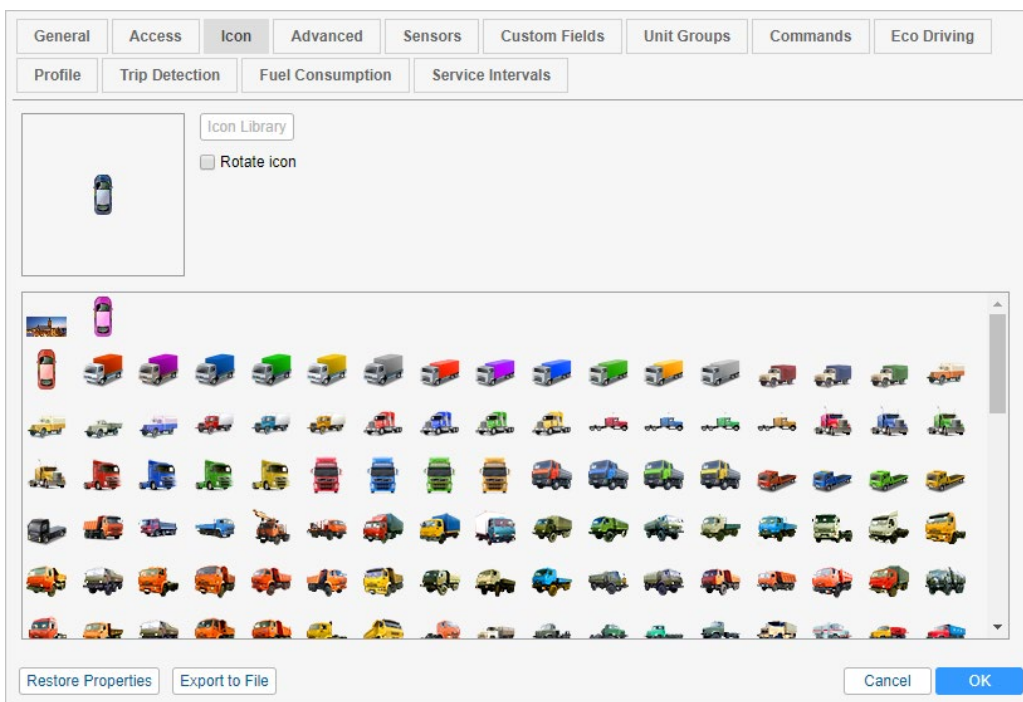 General Access Icon Advanced Sensors Custom Fields Unit Groups Commands Eco Driving
Profile Trip Detection Fuel Consumption Service Intervals
Icon Library
Rotate icon
Restore Properties Export to File Cancel OK